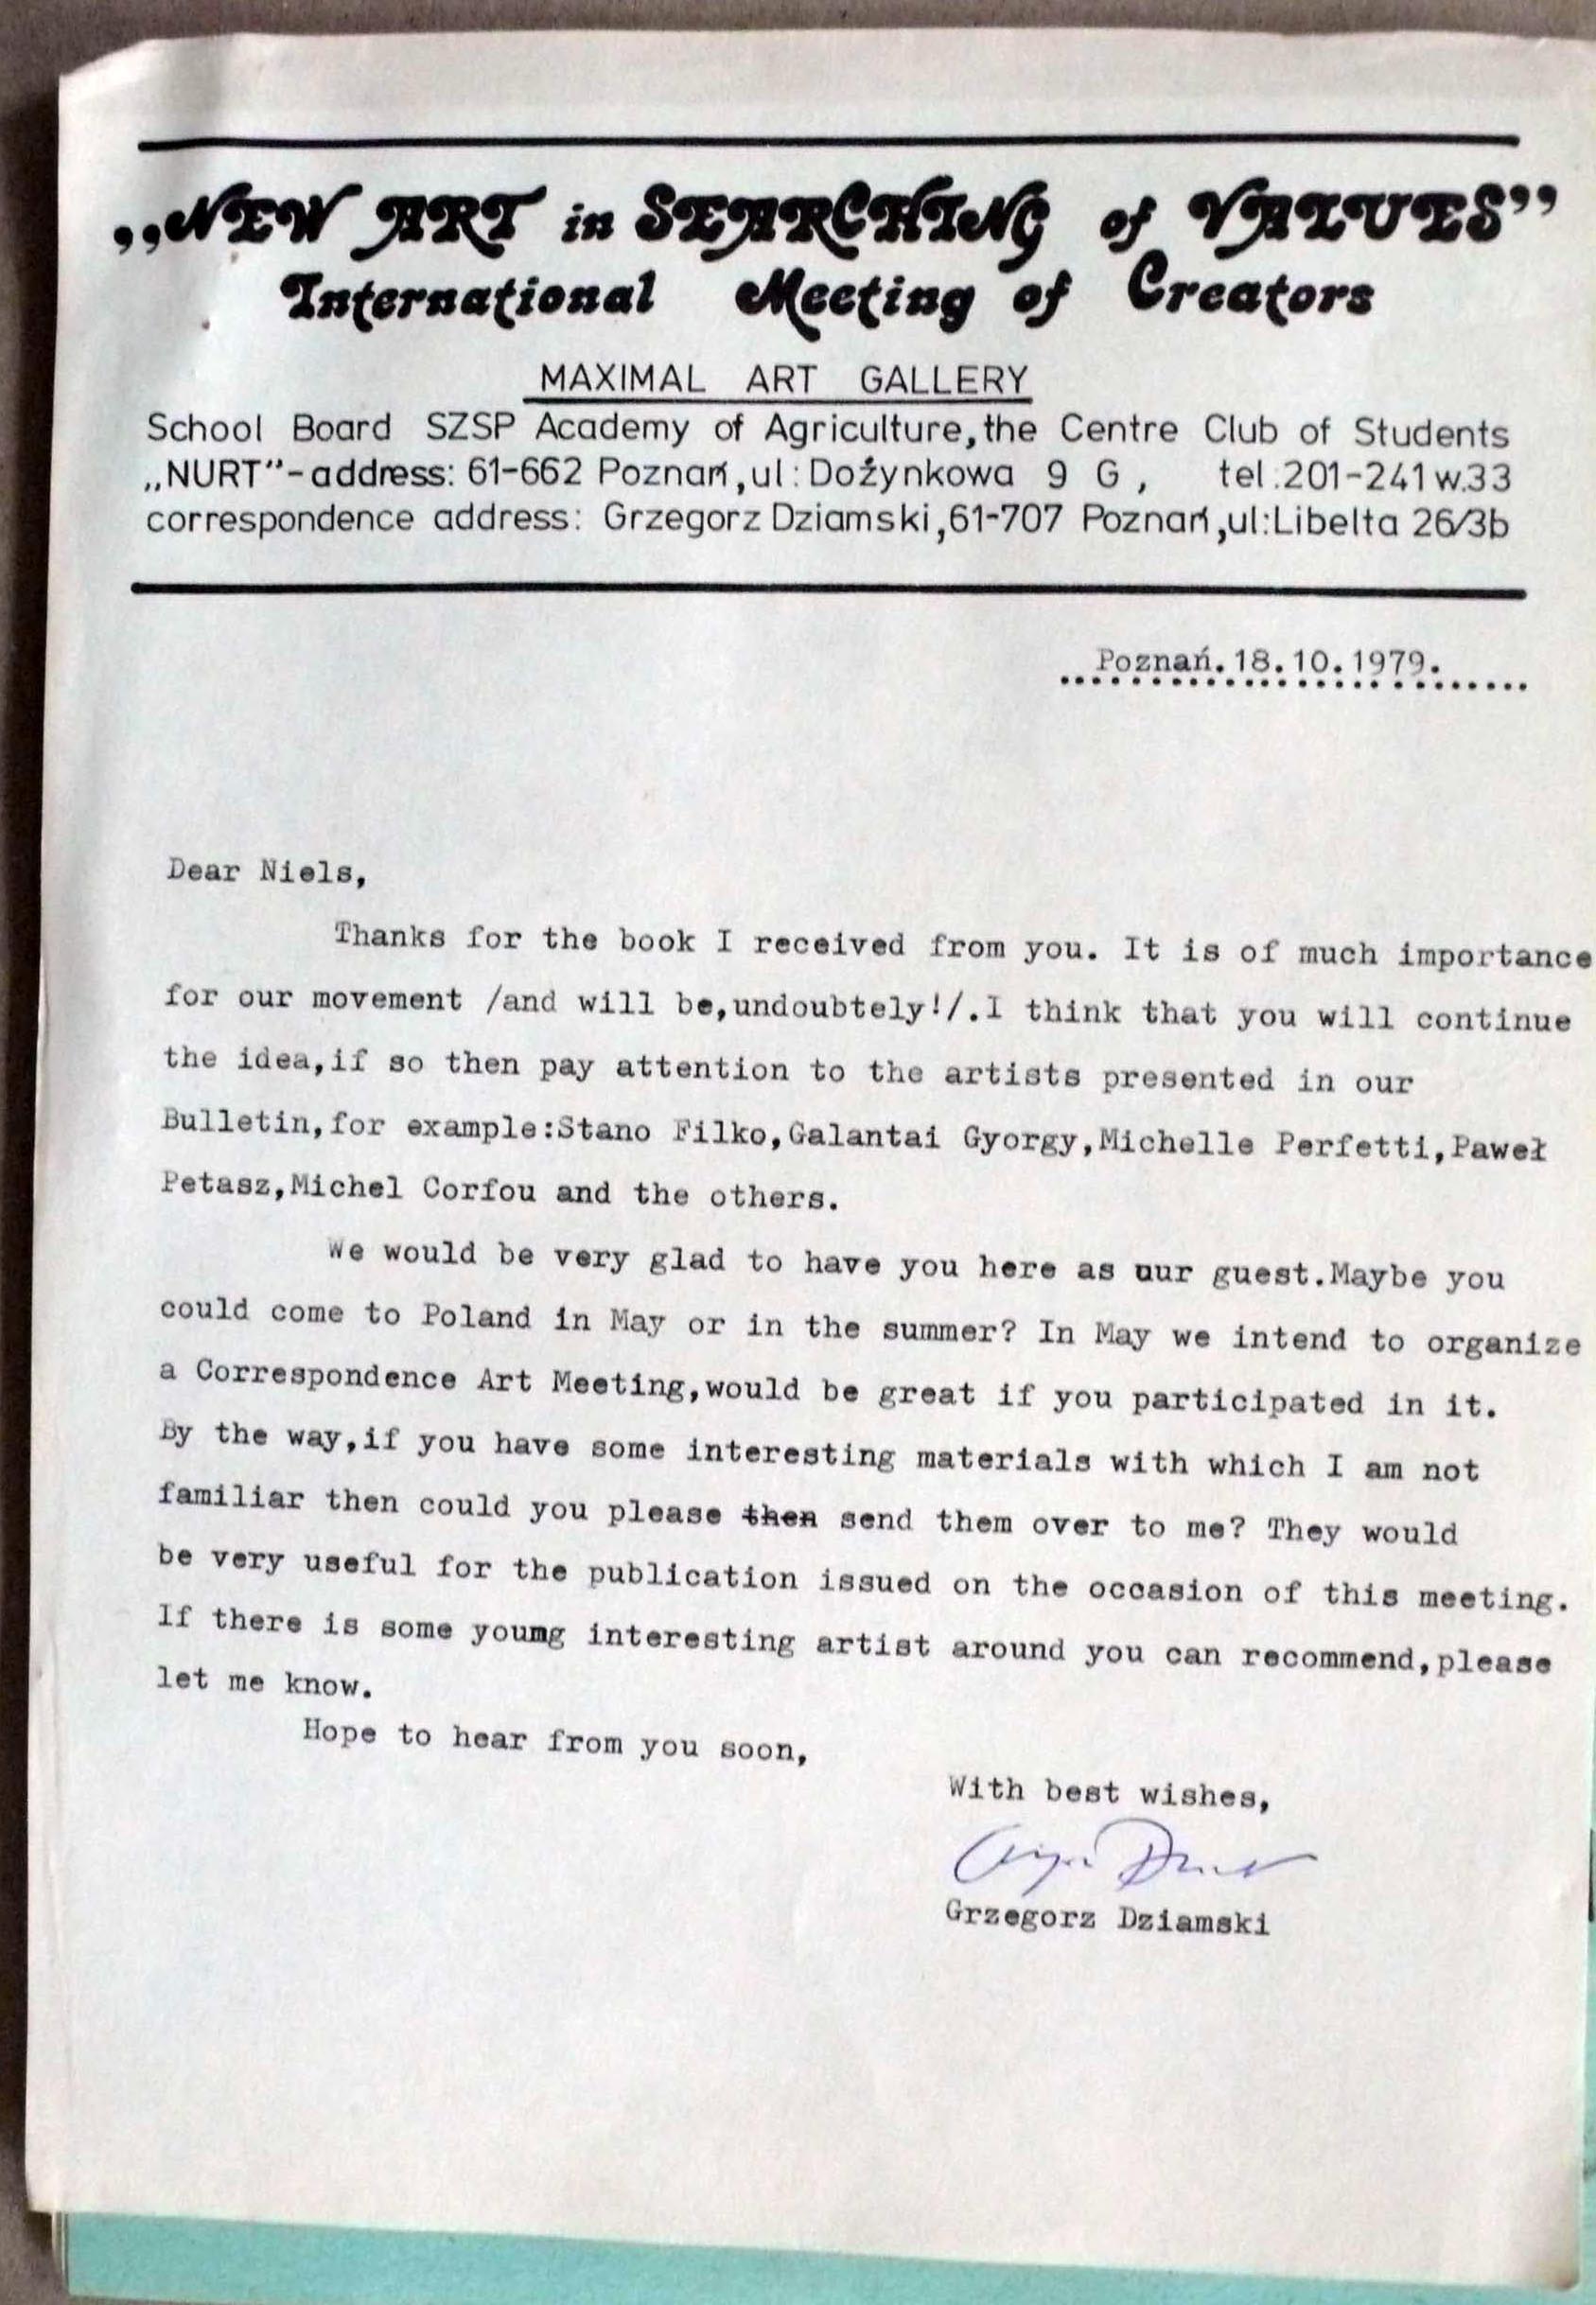 „NEW ART in SEARCHING of VALUES”
International Meeting of Creators
MAXIMAL ART GALLERY
School Board SZSP Academy of Agriculture,the Centre Club of Students
„NURT”-address: 61-662 Poznań,ul:Dożynkowa 9 G, tel.:201-241 w.33
correspondence address: Grzegorz Dziamski,61-707 Poznań,ul:Libelta 26/3b
Poznań.18.10.1979.
Dear Niels,
Thanks for the book I received from you. It is of much importance
for our movement /and will be,undoubtely!/.I think that you will continue
the idea,if so then pay attention to the artists presented in our
Bulletin,for example:Stano Filko,Galantai Gyorgy,Michelle Perfetti,Paweł
Petasz,Michel Corfou and the others.
We would be very glad to have you here as uur guest.Maybe you
could come to Poland in May or in the summer? In May we intend to organize
a Correspondence Art Meeting,would be great if you participated in it.
By the way,if you have some interesting materials with which I am not
familiar then could you please then send them over to me? They would
be very useful for the publication issued on the occasion of this meeting.
If there is some young interesting artist around you can recommend,please
let me know.
Hope to hear from you soon,
With best wishes,
Grzegorz Dziamski